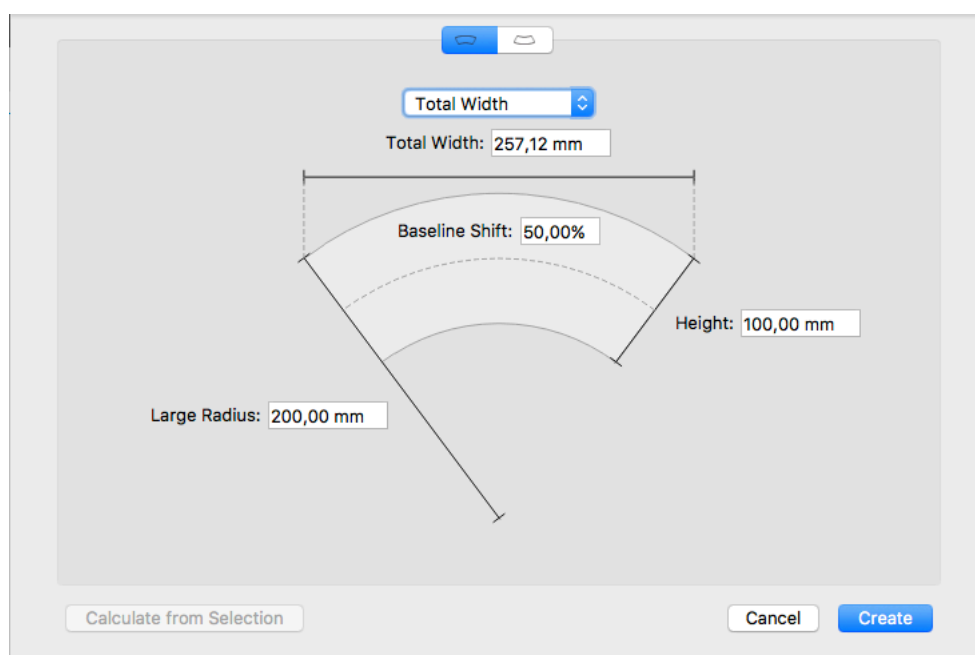 Total Width
Total Width: 257,12 mm
Baseline Shift: 50,00%
Height: 100,00 mm
Large Radius: 200,00 mm
Calculate from Selection
Cancel
Create